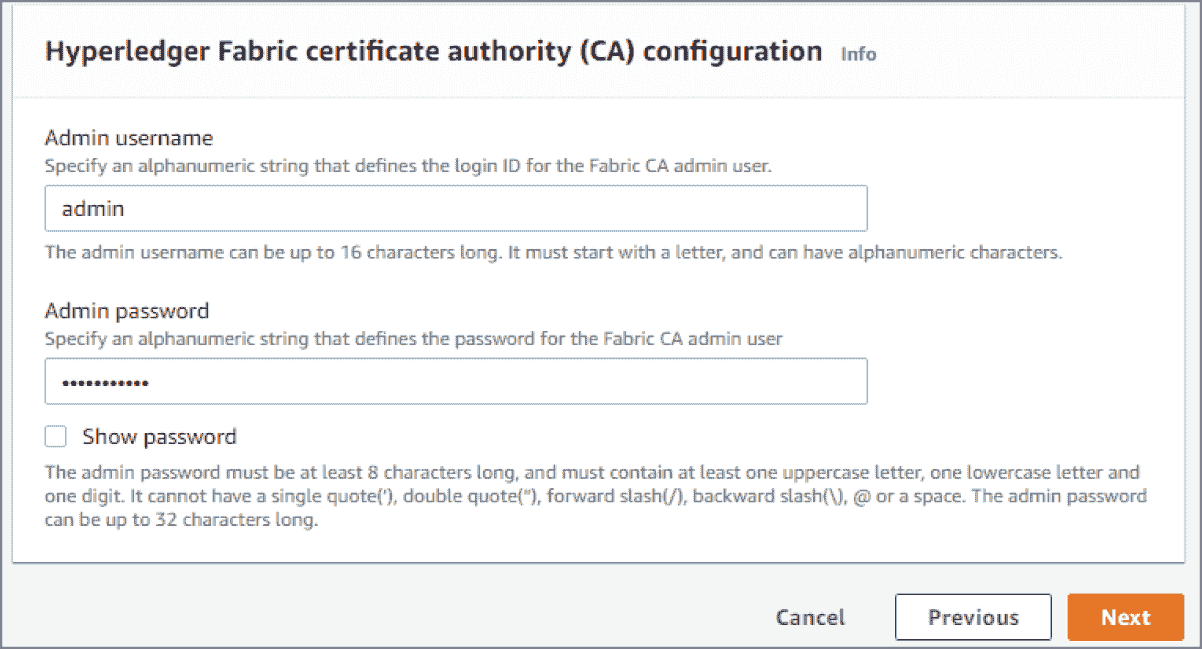 Hyperledger Fabric certificate authority (CA) configuration Info
Admin username
Specify an alphanumeric string that defines the login ID for the Fabric CA admin user.
admin
The admin username can be up to 16 characters long. It must start with a letter, and can have alphanumeric characters.
Admin password
Specify an alphanumeric string that defines the password for the Fabric CA admin user
•••••••••••
Show password
The admin password must be at least 8 characters long, and must contain at least one uppercase letter, one lowercase letter and
one digit. It cannot have a single quote('), double quote("), forward slash(/), backward slash(\), @ or a space. The admin password
can be up to 32 characters long.
Cancel Previous Next